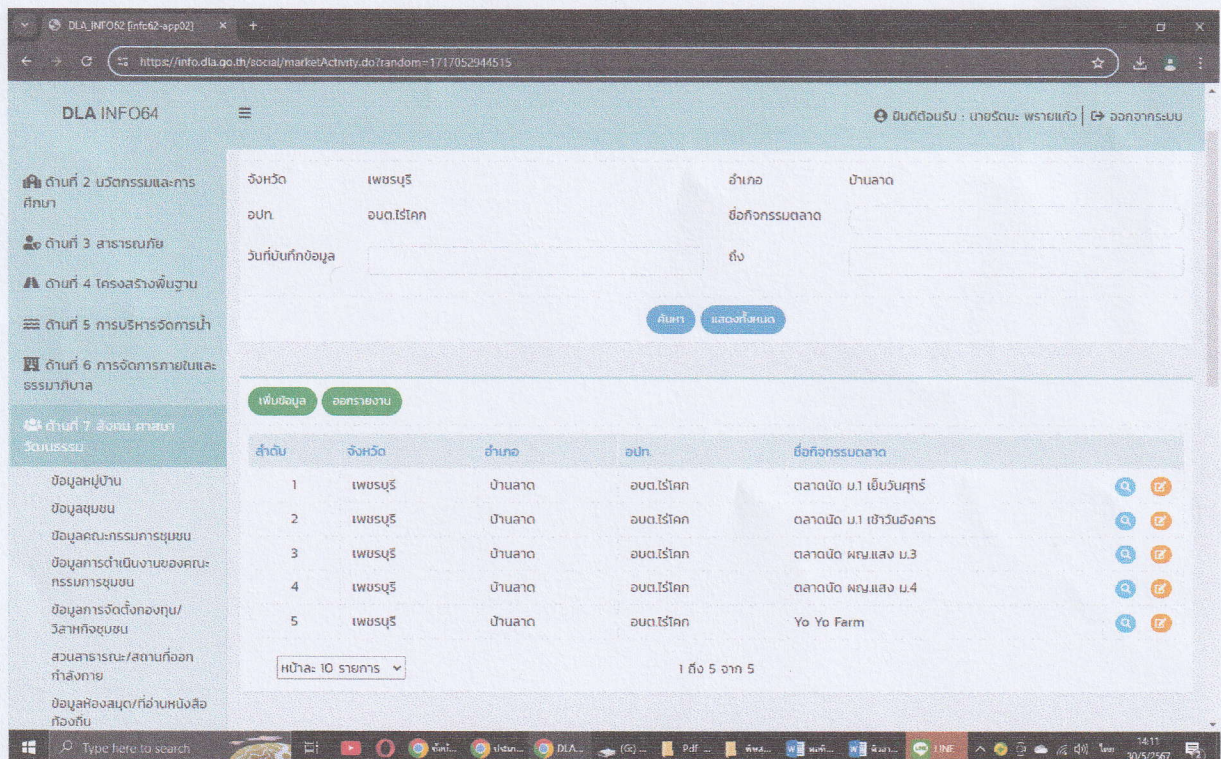 DLA_INFO62 [info62-app02]
https://info.dla.go.th/social/marketActivity.do?random=1717052944515
DLA INFO64
ยินดีต้อนรับ : นายรัตนะ พรายแก้ว ออกจากระบบ
ด้านที่ 2 นวัตกรรมและการ
ศึกษา
ด้านที่ 3 สาธารณภัย
ด้านที่ 4 โครงสร้างพื้นฐาน
ด้านที่ 5 การบริหารจัดการน้ำ
ด้านที่ 6 การจัดการภายในและ
ธรรมาภิบาล
ด้านที่ 7 สังคม ศาสนา
วัฒนธรรม
ข้อมูลหมู่บ้าน
ข้อมูลชุมชน
ข้อมูลคณะกรรมการชุมชน
ข้อมูลการดำเนินงานของคณะ
กรรมการชุมชน
ข้อมูลการจัดตั้งกองทุน/
วิสาหกิจชุมชน
สวนสาธารณะ/สถานที่ออก
กำลังกาย
ข้อมูลห้องสมุด/ที่อ่านหนังสือ
ท้องถิ่น
จังหวัด เพชรบุรี อำเภอ บ้านลาด
อปท. อบต.ไร่โคก ชื่อกิจกรรมตลาด
วันที่บันทึกข้อมูล ถึง
ค้นหา แสดงทั้งหมด
เพิ่มข้อมูล ออกรายงาน
ลำดับ จังหวัด อำเภอ อปท. ชื่อกิจกรรมตลาด
1 เพชรบุรี บ้านลาด อบต.ไร่โคก ตลาดนัด ม.1 เย็นวันศุกร์
2 เพชรบุรี บ้านลาด อบต.ไร่โคก ตลาดนัด ม.1 เช้าวันอังคาร
3 เพชรบุรี บ้านลาด อบต.ไร่โคก ตลาดนัด ผญ.แสง ม.3
4 เพชรบุรี บ้านลาด อบต.ไร่โคก ตลาดนัด ผญ.แสง ม.4
5 เพชรบุรี บ้านลาด อบต.ไร่โคก Yo Yo Farm
หน้าละ 10 รายการ 1 ถึง 5 จาก 5
Type here to search DLA... (G:) ... Pdf ... LINE ไทย 14:11
30/5/2567